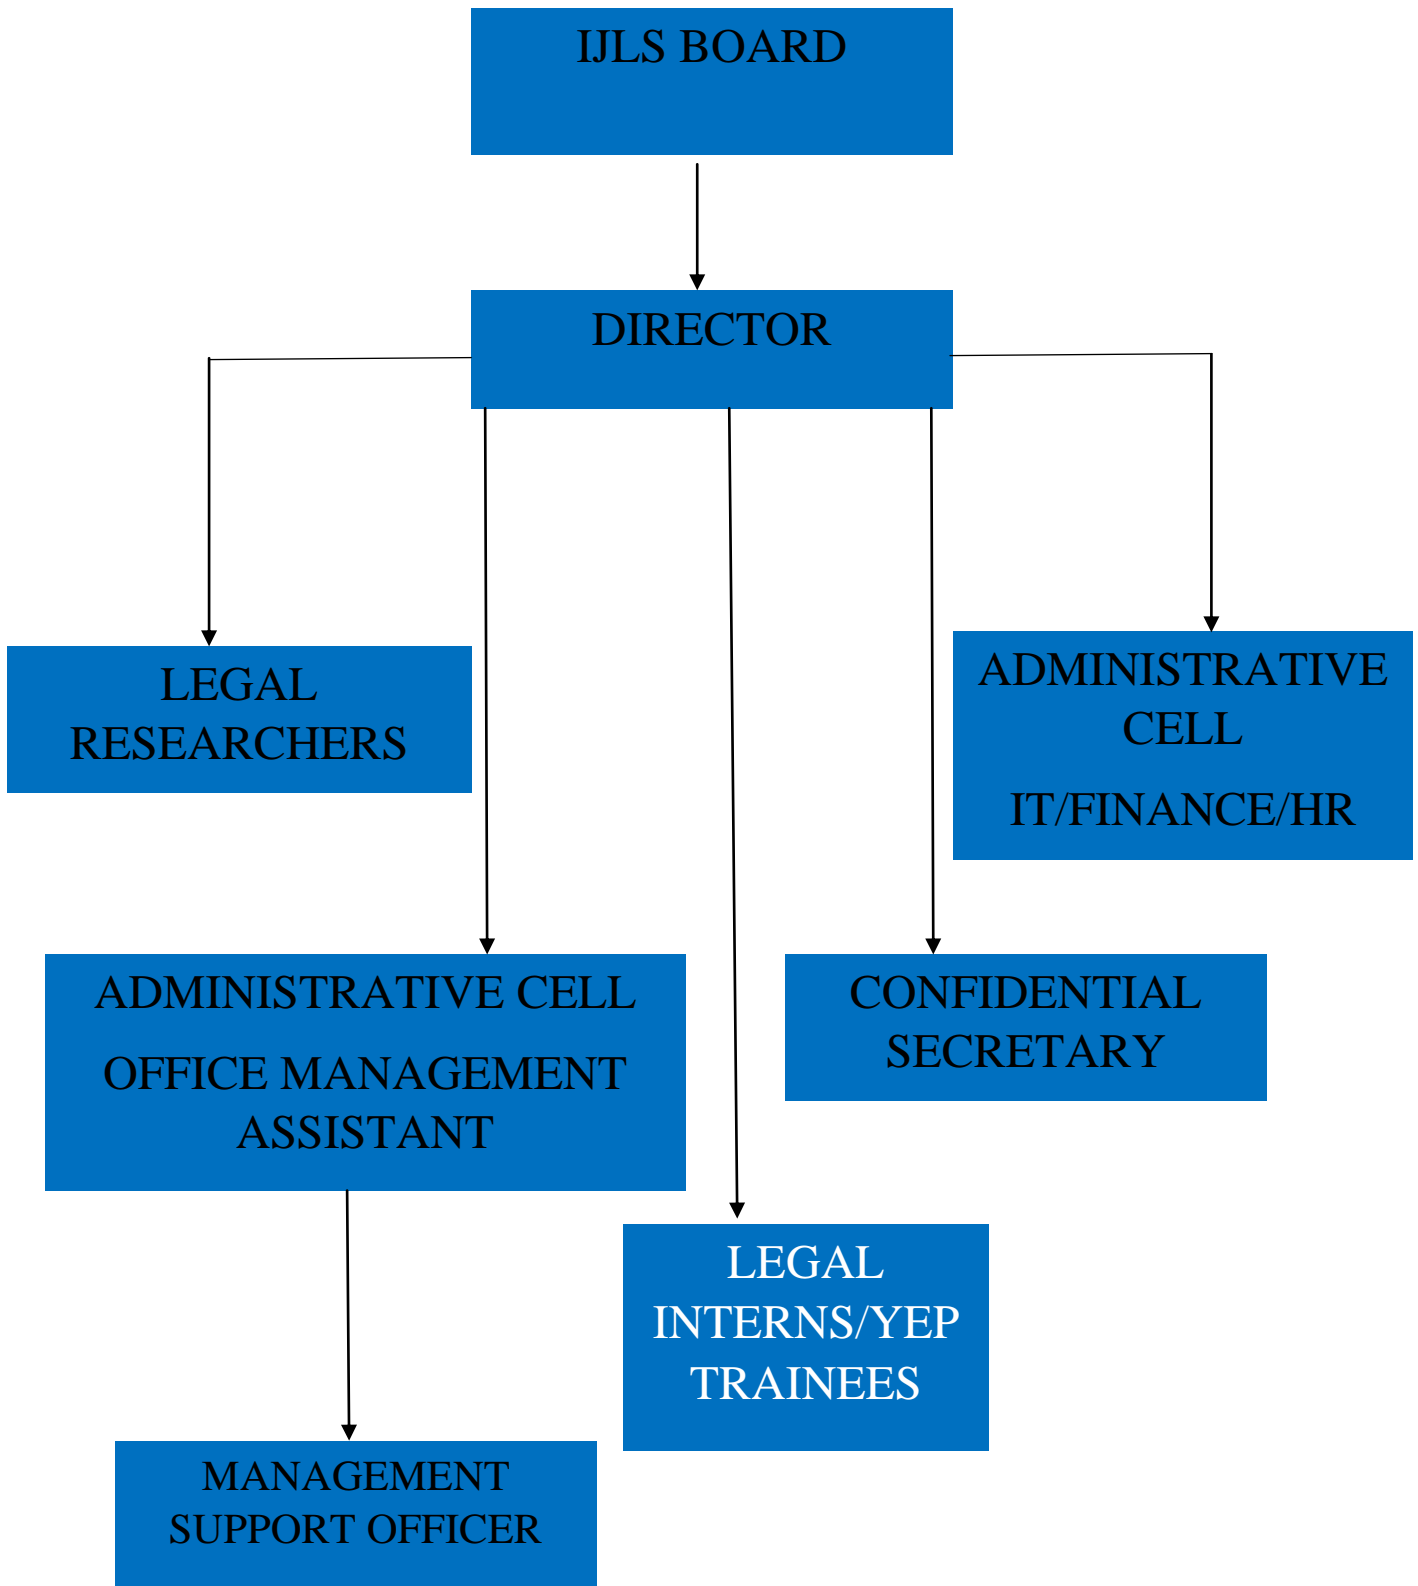 IJLS BOARD
DIRECTOR
LEGAL
RESEARCHERS
ADMINISTRATIVE
CELL
IT/FINANCE/HR
ADMINISTRATIVE CELL
OFFICE MANAGEMENT
ASSISTANT
CONFIDENTIAL
SECRETARY
LEGAL
INTERNS/YEP
TRAINEES
MANAGEMENT
SUPPORT OFFICER